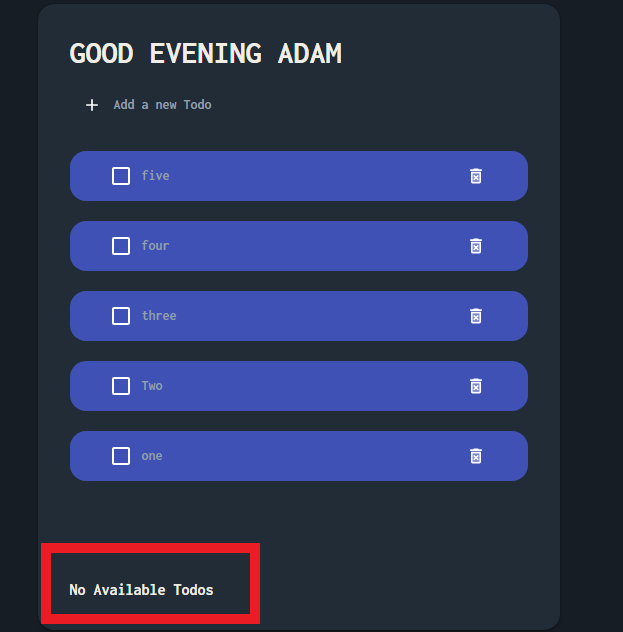 GOOD EVENING ADAM
Add a new Todo
five
four
three
Two
one
No Available Todos